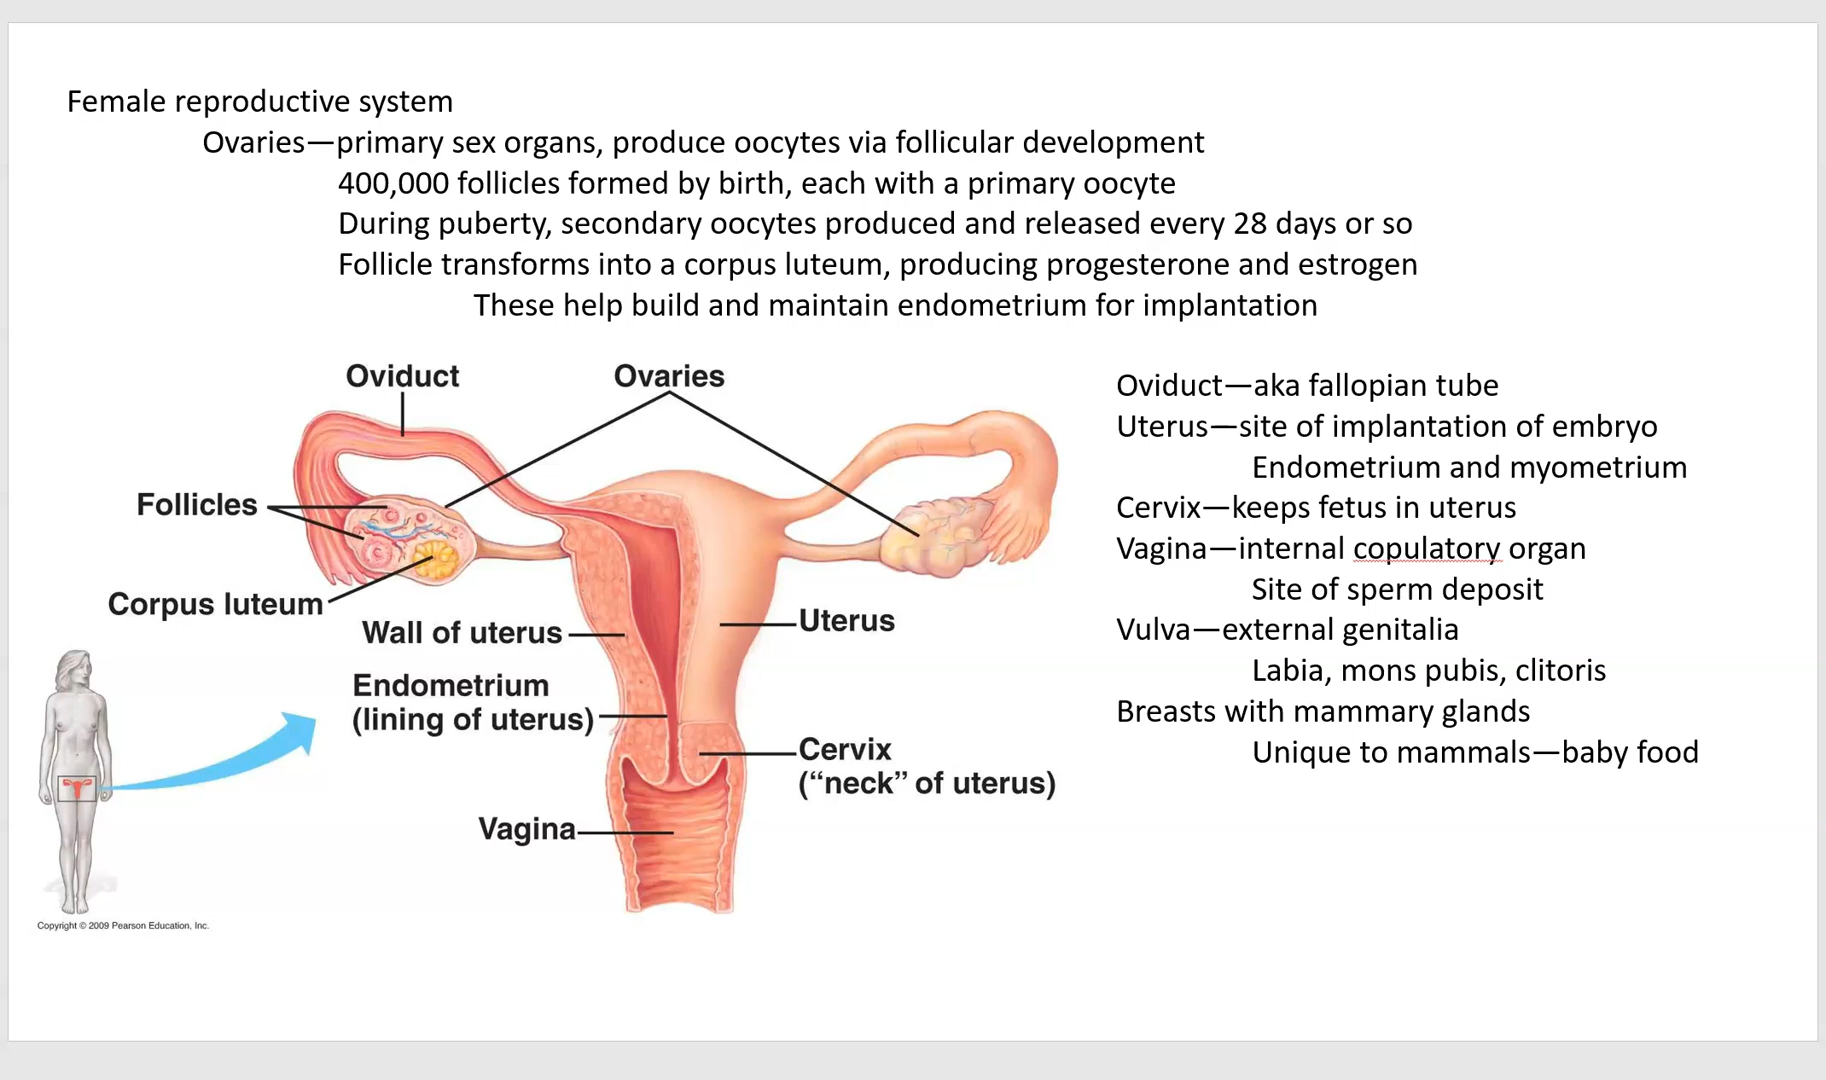 Female reproductive system
Ovaries—primary sex organs, produce oocytes via follicular development
400,000 follicles formed by birth, each with a primary oocyte
During puberty, secondary oocytes produced and released every 28 days or so
Follicle transforms into a corpus luteum, producing progesterone and estrogen
These help build and maintain endometrium for implantation
Oviduct
Ovaries
Follicles
Corpus luteum
Wall of uterus
Uterus
Endometrium
(lining of uterus)
Cervix
(“neck” of uterus)
Vagina
Copyright © 2009 Pearson Education, Inc.
Oviduct—aka fallopian tube
Uterus—site of implantation of embryo
Endometrium and myometrium
Cervix—keeps fetus in uterus
Vagina—internal copulatory organ
Site of sperm deposit
Vulva—external genitalia
Labia, mons pubis, clitoris
Breasts with mammary glands
Unique to mammals—baby food